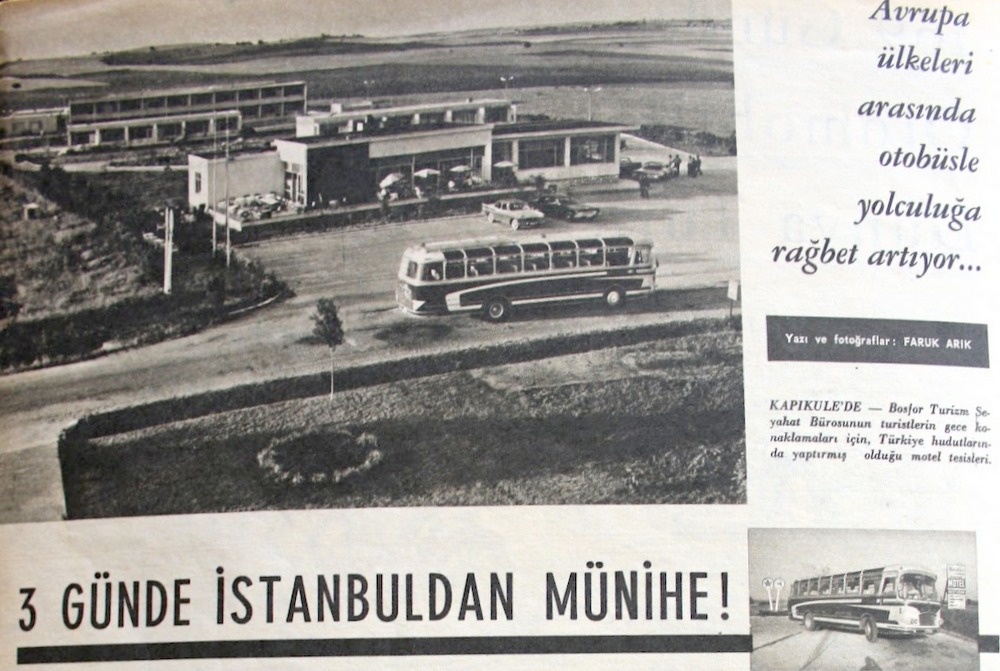 Avrupa
ülkeleri
arasında
otobüsle
yolculuğa
rağbet artıyor...
Yazı ve fotoğraflar: FARUK ARIK
KAPIKULE'DE — Bosfor Turizm Se-
yahat Bürosunun turistlerin gece ko-
naklamaları için, Türkiye hudutların-
da yaptırmış olduğu motel tesisleri.
3 GÜNDE İSTANBULDAN MÜNİHE!
MOTEL